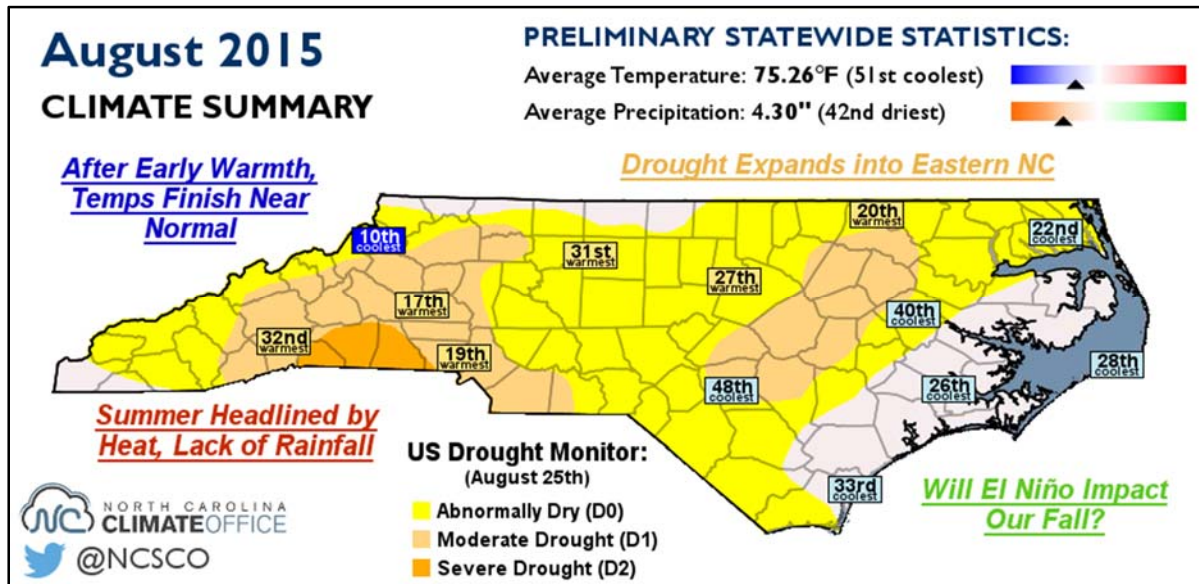 August 2015
CLIMATE SUMMARY
PRELIMINARY STATEWIDE STATISTICS:
Average Temperature: 75.26°F (51st coolest)
Average Precipitation: 4.30" (42nd driest)
After Early Warmth,
Temps Finish Near
Normal
Drought Expands into Eastern NC
10th
coolest
31st
warmest
20th
warmest
22nd
coolest
17th
warmest
27th
warmest
32nd
warmest
19th
warmest
40th
coolest
48th
coolest
26th
coolest
28th
coolest
33rd
coolest
Summer Headlined by
Heat, Lack of Rainfall
US Drought Monitor:
(August 25th)
Abnormally Dry (D0)
Moderate Drought (D1)
Severe Drought (D2)
Will El Niño Impact
Our Fall?
NC
NORTH CAROLINA
CLIMATEOFFICE
@NCSCO